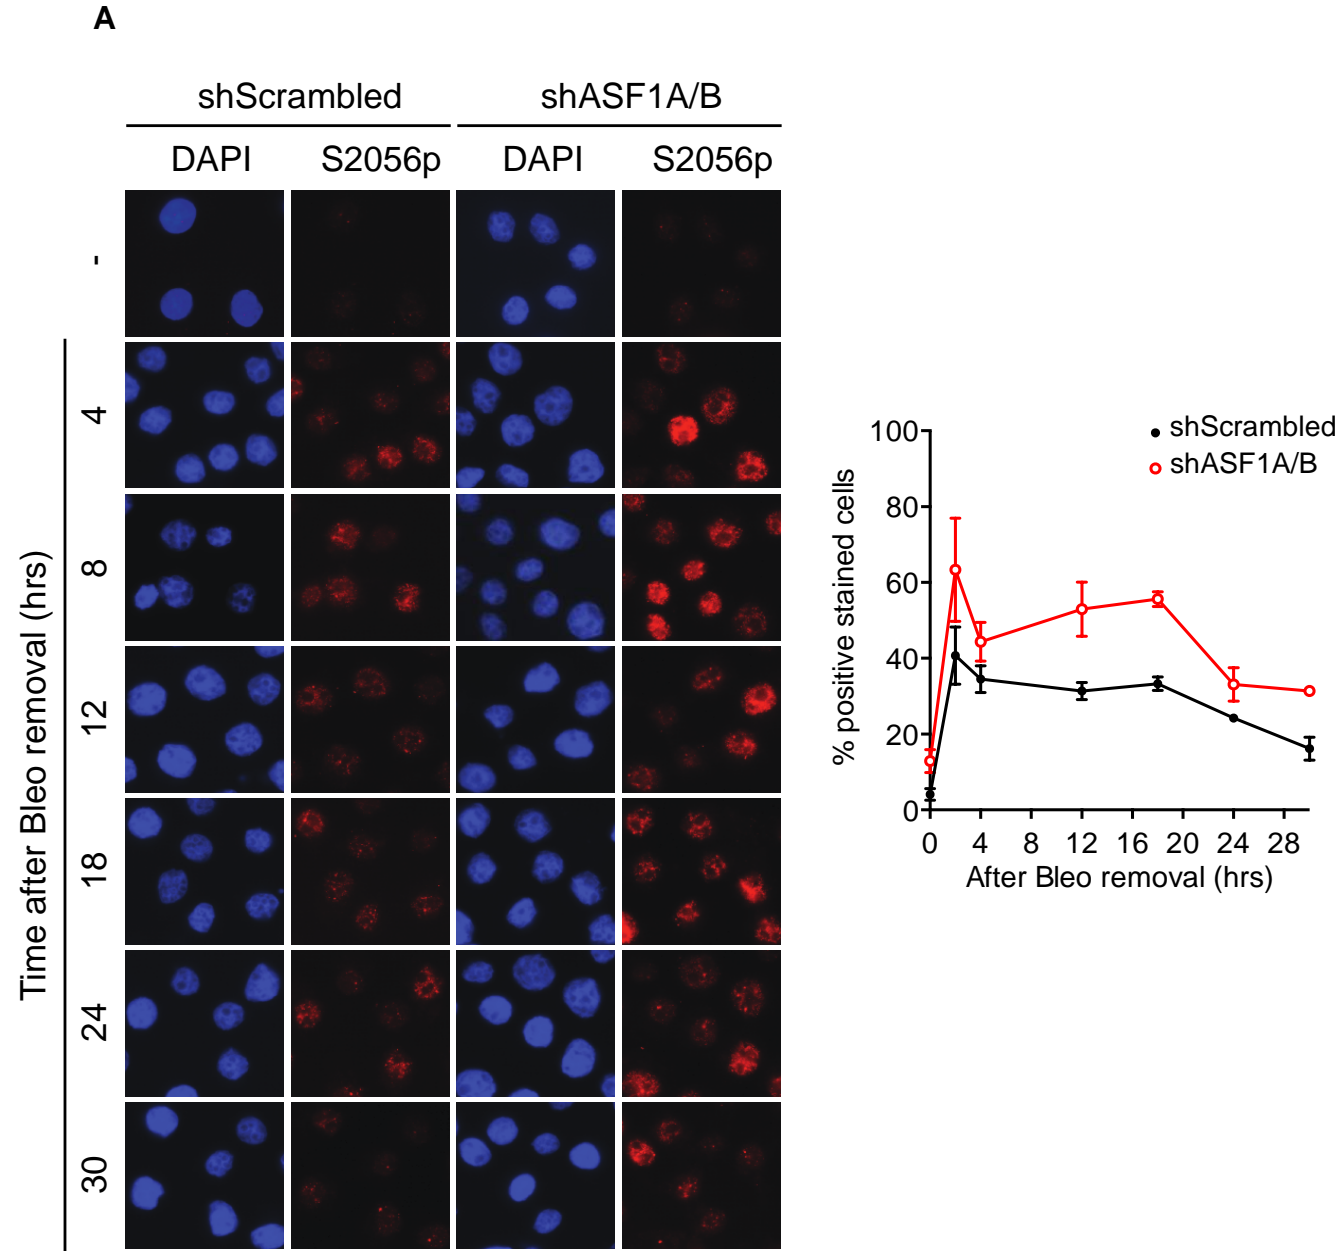 A
shScrambled shASF1A/B
DAPI S2056p DAPI S2056p
-
4
8
12
18
24
30
Time after Bleo removal (hrs)
shScrambled
shASF1A/B
% positive stained cells
100
80
60
40
20
0
0 4 8 12 16 20 24 28
After Bleo removal (hrs)